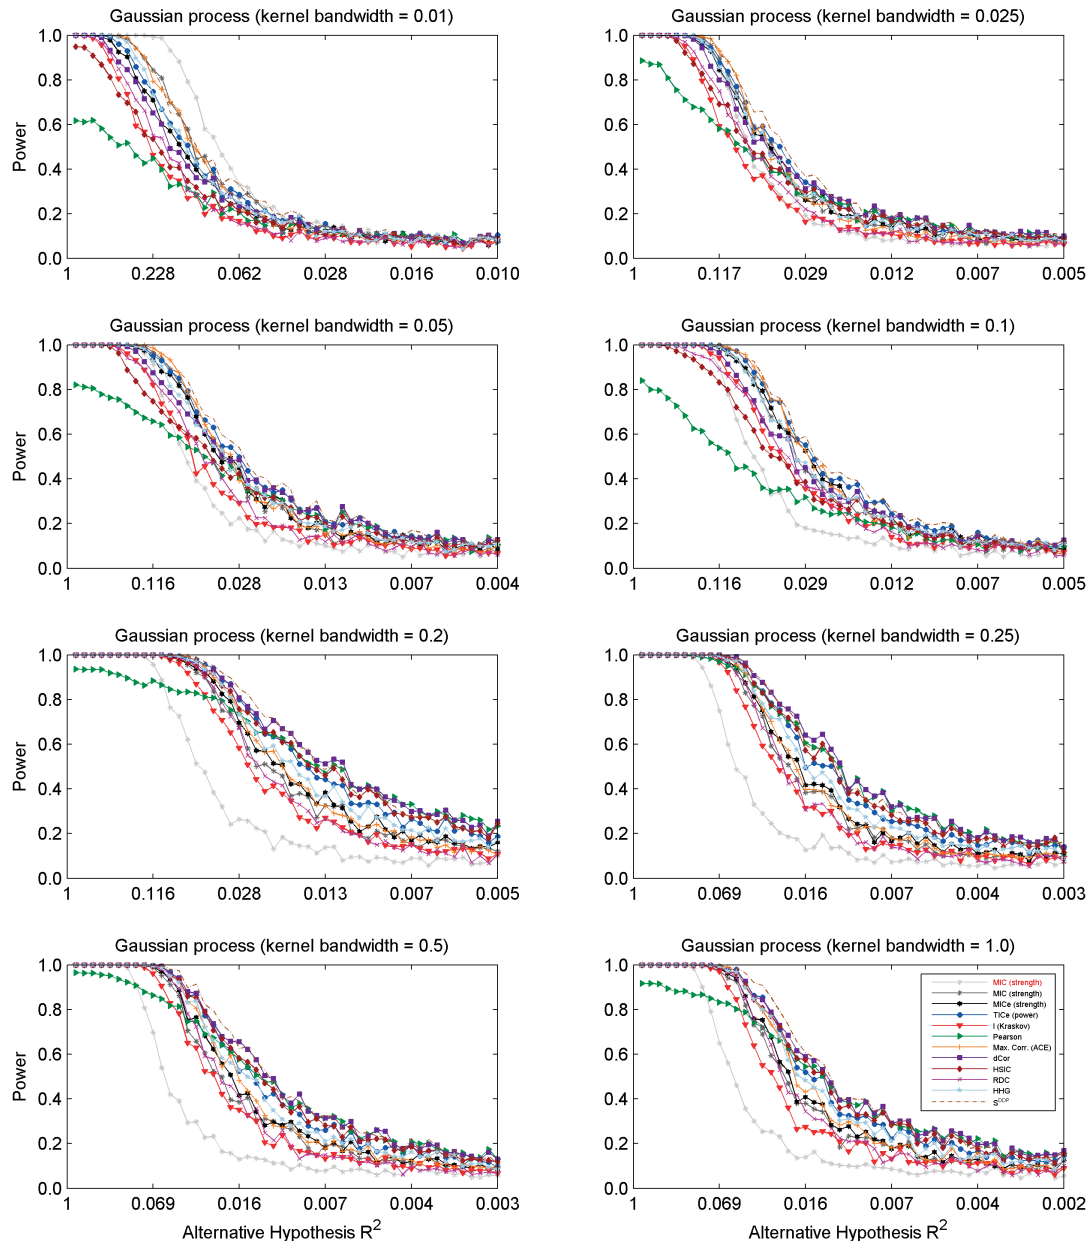 Gaussian process (kernel bandwidth = 0.01)
Power
1.0
0.8
0.6
0.4
0.2
0.0
1 0.228 0.062 0.028 0.016 0.010
Gaussian process (kernel bandwidth = 0.025)
1.0
0.8
0.6
0.4
0.2
0.0
1 0.117 0.029 0.012 0.007 0.005
Gaussian process (kernel bandwidth = 0.05)
Power
1.0
0.8
0.6
0.4
0.2
0.0
1 0.116 0.028 0.013 0.007 0.004
Gaussian process (kernel bandwidth = 0.1)
1.0
0.8
0.6
0.4
0.2
0.0
1 0.116 0.029 0.012 0.007 0.005
Gaussian process (kernel bandwidth = 0.2)
Power
1.0
0.8
0.6
0.4
0.2
0.0
1 0.116 0.028 0.013 0.007 0.005
Gaussian process (kernel bandwidth = 0.25)
1.0
0.8
0.6
0.4
0.2
0.0
1 0.069 0.016 0.007 0.004 0.003
Gaussian process (kernel bandwidth = 0.5)
Power
1.0
0.8
0.6
0.4
0.2
0.0
1 0.069 0.016 0.007 0.004 0.003
Alternative Hypothesis R²
Gaussian process (kernel bandwidth = 1.0)
1.0
0.8
0.6
0.4
0.2
0.0
1 0.069 0.016 0.007 0.004 0.002
Alternative Hypothesis R²
MIC (strength)
MIC (strength)
MICe (strength)
TICe (power)
I (Kraskov)
Pearson
Max. Corr. (ACE)
dCor
HSIC
RDC
HHG
S^DDP